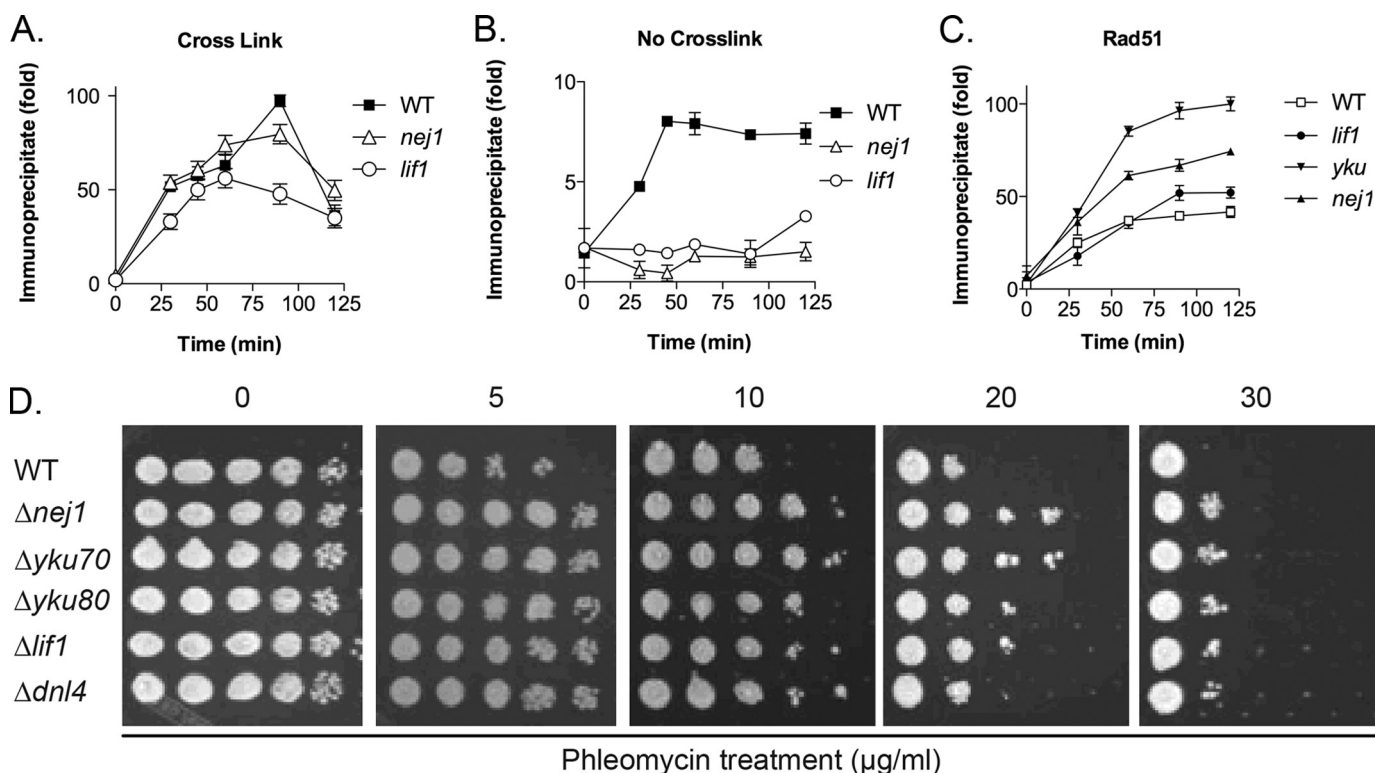 A.
Cross Link
Immunoprecipitate (fold)
100
50
0
0 25 50 75 100 125
Time (min)
WT
nej1
lif1
B.
No Crosslink
Immunoprecipitate (fold)
10
5
0
0 25 50 75 100 125
Time (min)
WT
nej1
lif1
C.
Rad51
Immunoprecipitate (fold)
100
50
0
0 25 50 75 100 125
Time (min)
WT
lif1
yku
nej1
D.
0 5 10 20 30
WT
Δnej1
Δyku70
Δyku80
Δlif1
Δdnl4
Phleomycin treatment (µg/ml)